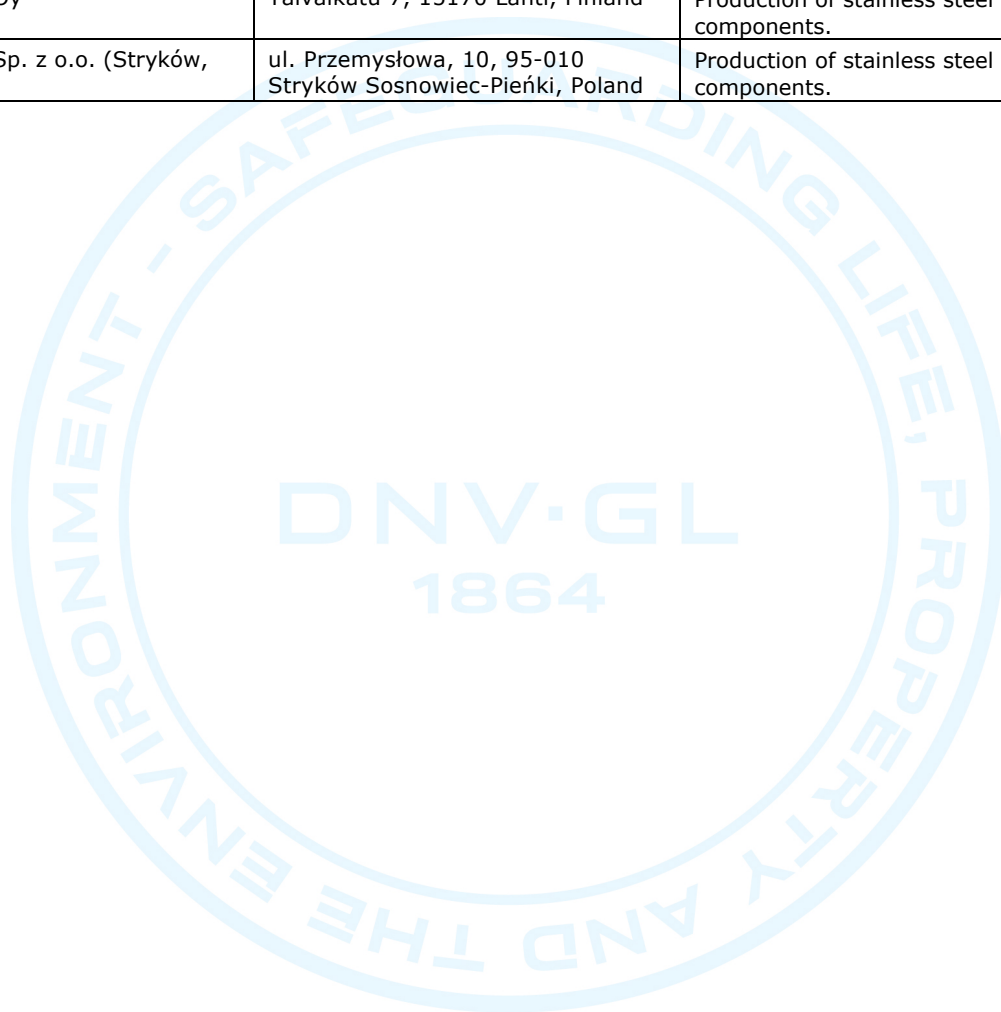 Oy
Taivalkatu 7, 15170 Lahti, Finland
Production of stainless steel
components.
Sp. z o.o. (Stryków,
ul. Przemysłowa, 10, 95-010
Stryków Sosnowiec-Pieńki, Poland
Production of stainless steel
components.
SAFEGUARDING LIFE, PROPERTY AND THE ENVIRONMENT -
DNV·GL
1864